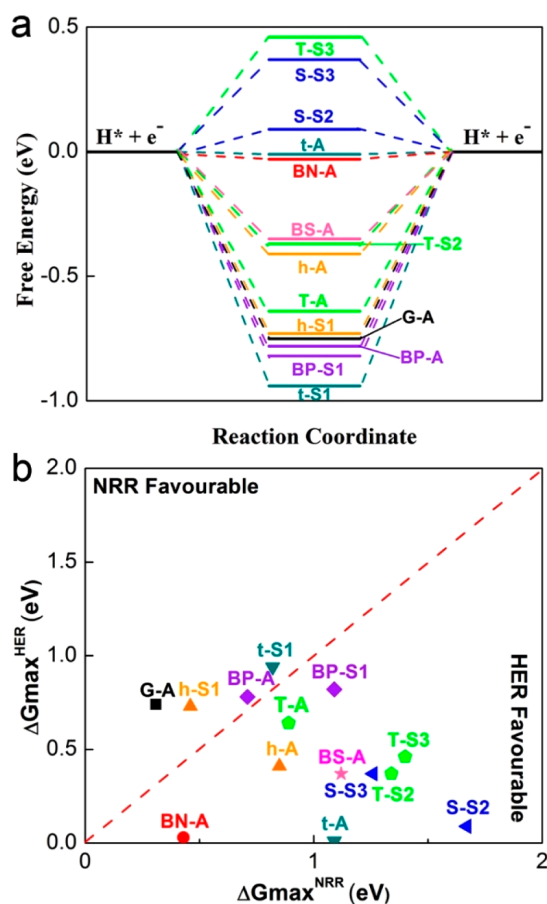 a
0.5
T-S3
S-S3
S-S2
H* + e⁻
t-A
H* + e⁻
0.0
BN-A
BS-A
T-S2
h-A
-0.5
T-A
h-S1
G-A
BP-A
BP-S1
t-S1
-1.0
Free Energy (eV)
Reaction Coordinate
b
2.0
NRR Favourable
1.5
1.0
t-S1
BP-A
BP-S1
G-A
h-S1
T-A
T-S3
0.5
h-A
BS-A
S-S3
T-S2
S-S2
BN-A
t-A
0.0
HER Favourable
ΔGmax^HER (eV)
0
1
2
ΔGmax^NRR (eV)